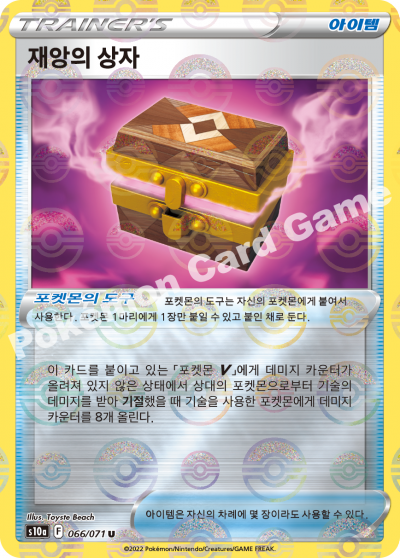 TRAINER'S
아이템
재앙의 상자
Pokémon Card Game
포켓몬의 도구
포켓몬의 도구는 자신의 포켓몬에게 붙여서
사용한다. 포켓몬 1마리에게 1장만 붙일 수 있고 붙인 채로 둔다.
이 카드를 붙이고 있는 「포켓몬 V」에게 데미지 카운터가
올려져 있지 않은 상태에서 상대의 포켓몬으로부터 기술의
데미지를 받아 기절했을 때 기술을 사용한 포켓몬에게 데미지
카운터를 8개 올린다.
Illus. Toyste Beach
s10a F 066/071 U
아이템은 자신의 차례에 몇 장이라도 사용할 수 있다.
©2022 Pokémon/Nintendo/Creatures/GAME FREAK.